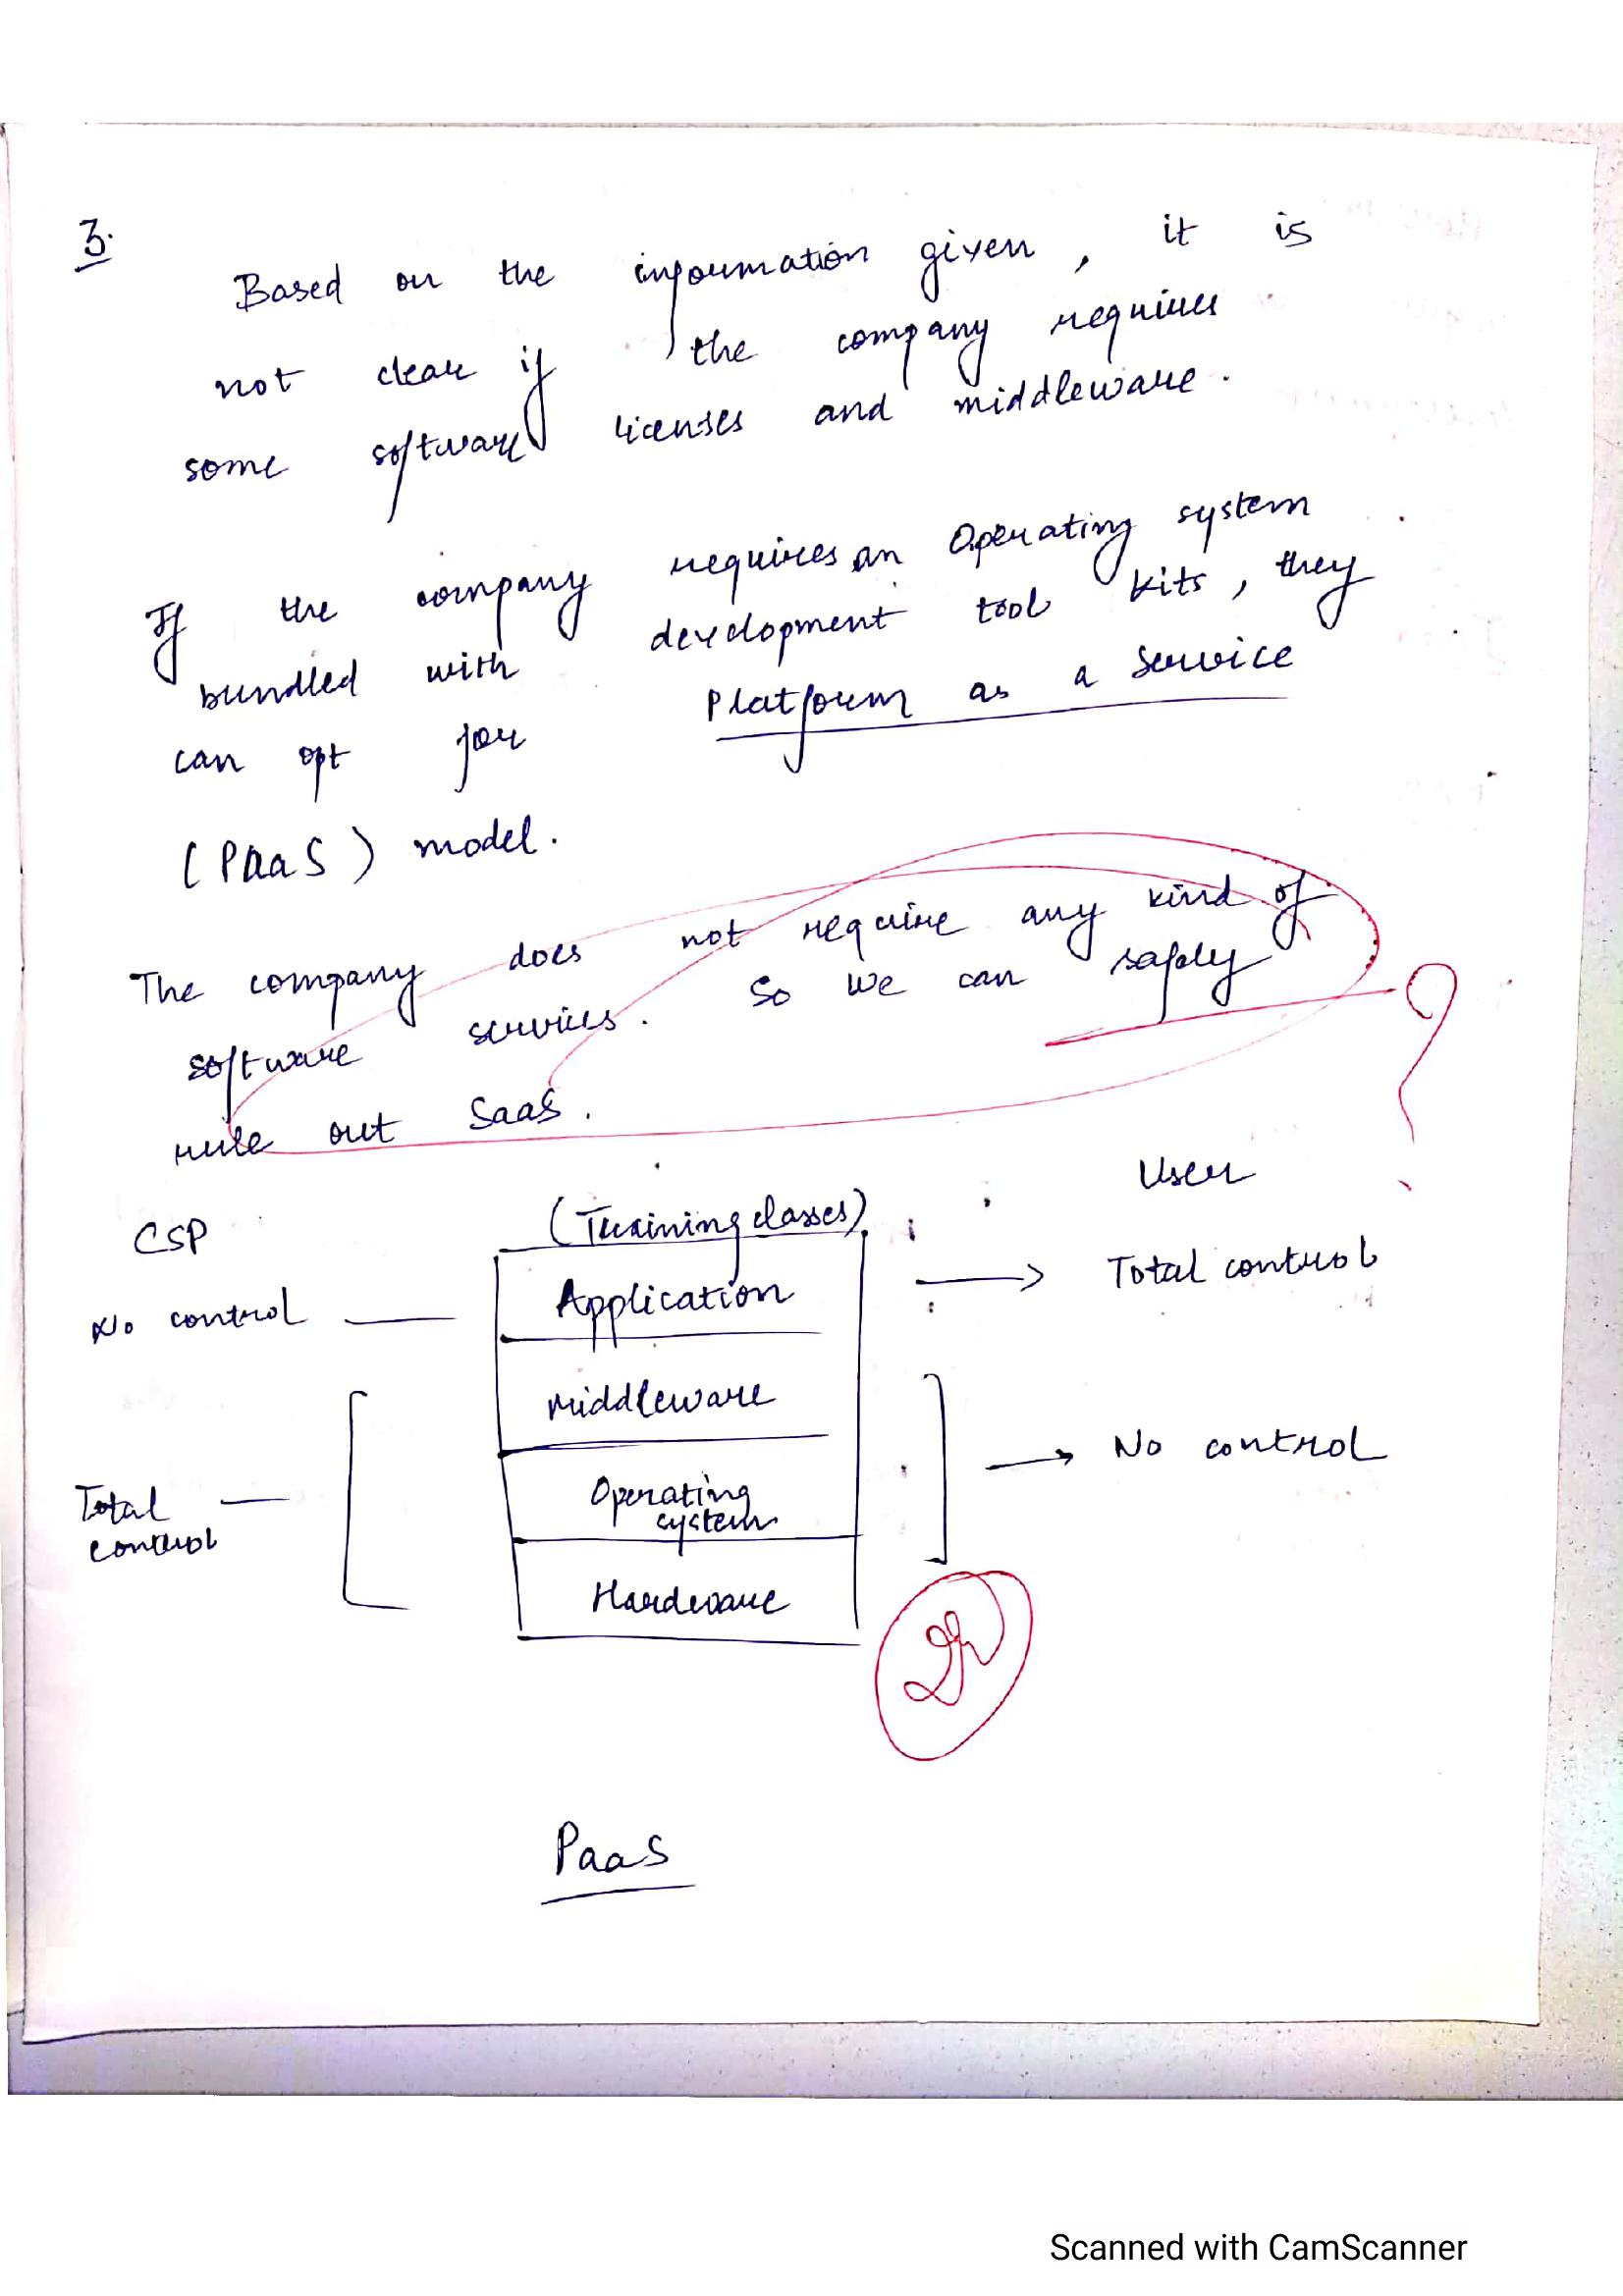 3.
Based on the information given, it is
not clear if the company requires
some software licenses and middleware.
If the company requires an Operating system
bundled with development tool kits, they
can opt for Platform as a Service
(PaaS) model.
The company does not require any kind of
software services. So we can safely
rule out SaaS.
?
CSP (Training classes) User
No control Application Total control
Middleware
Total control Operating system No control
Hardware
PaaS
Scanned with CamScanner